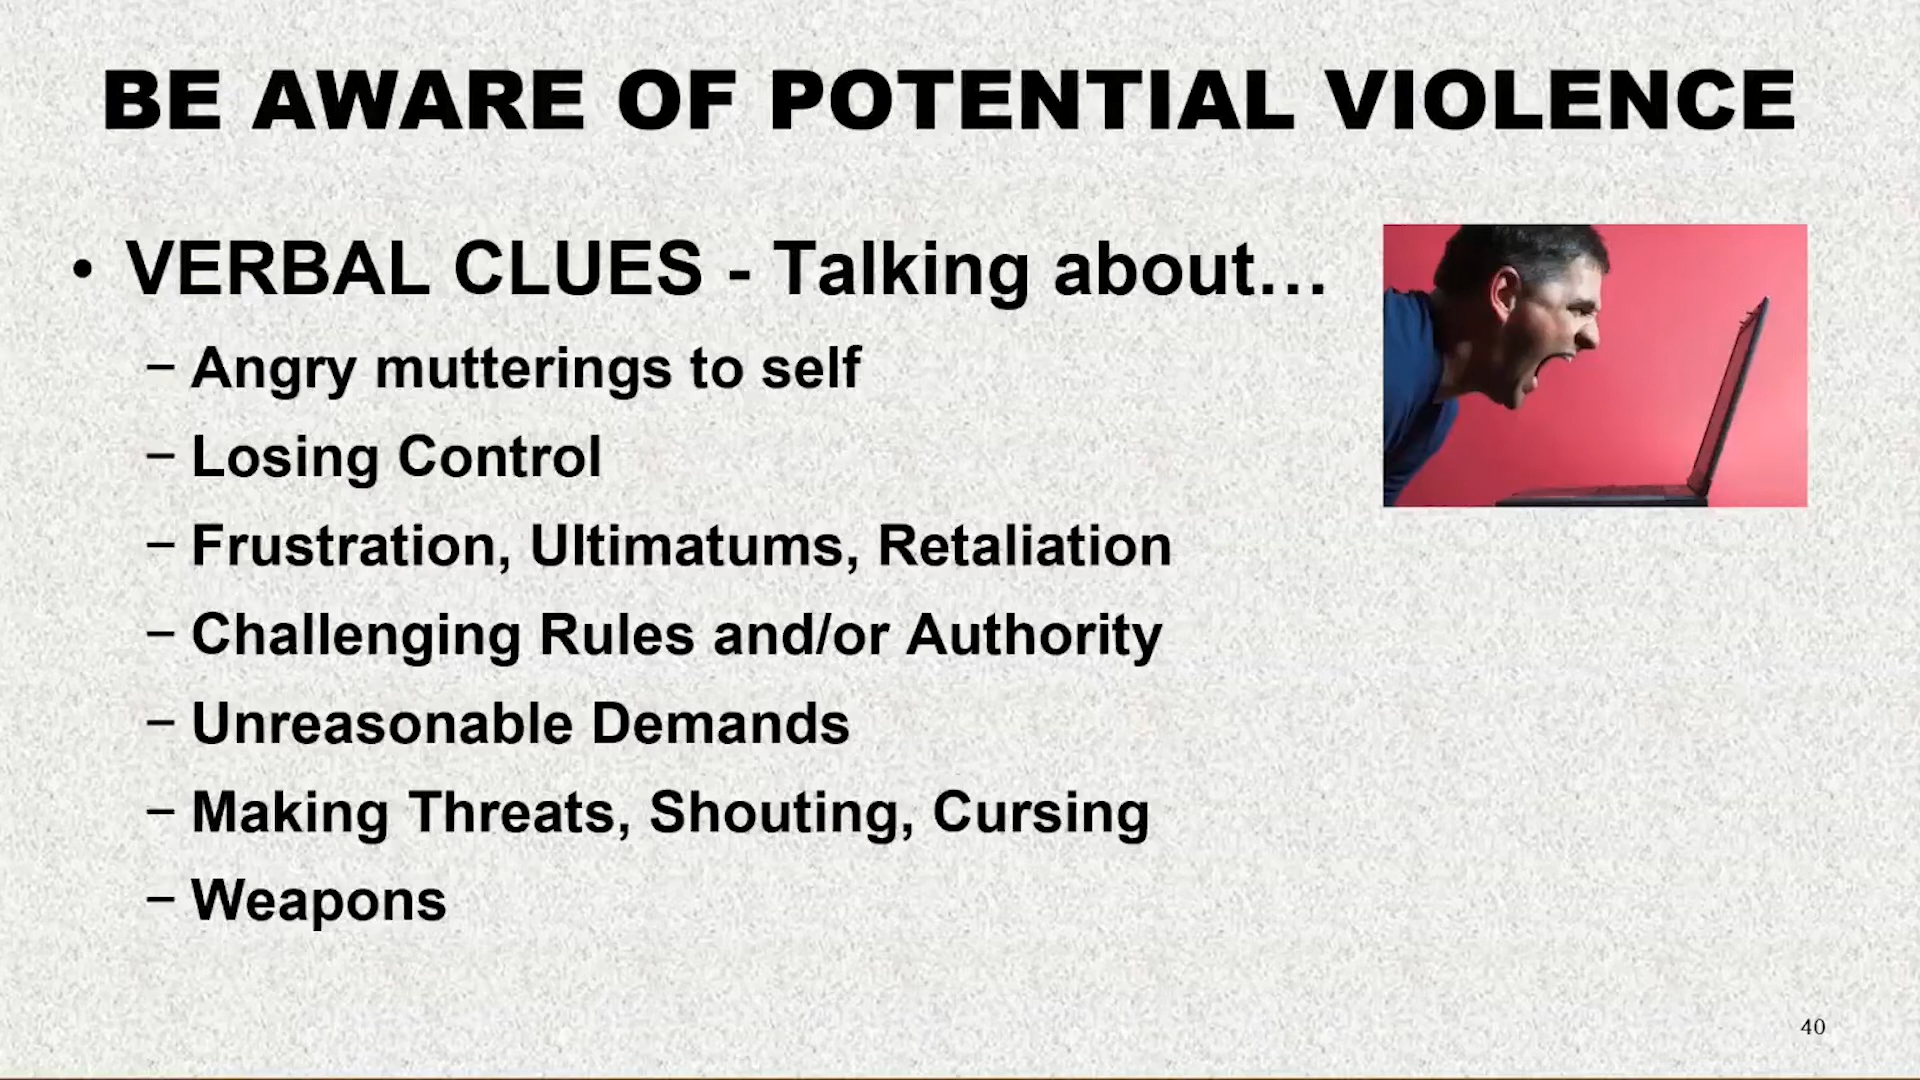 BE AWARE OF POTENTIAL VIOLENCE
• VERBAL CLUES - Talking about…
– Angry mutterings to self
– Losing Control
– Frustration, Ultimatums, Retaliation
– Challenging Rules and/or Authority
– Unreasonable Demands
– Making Threats, Shouting, Cursing
– Weapons
40